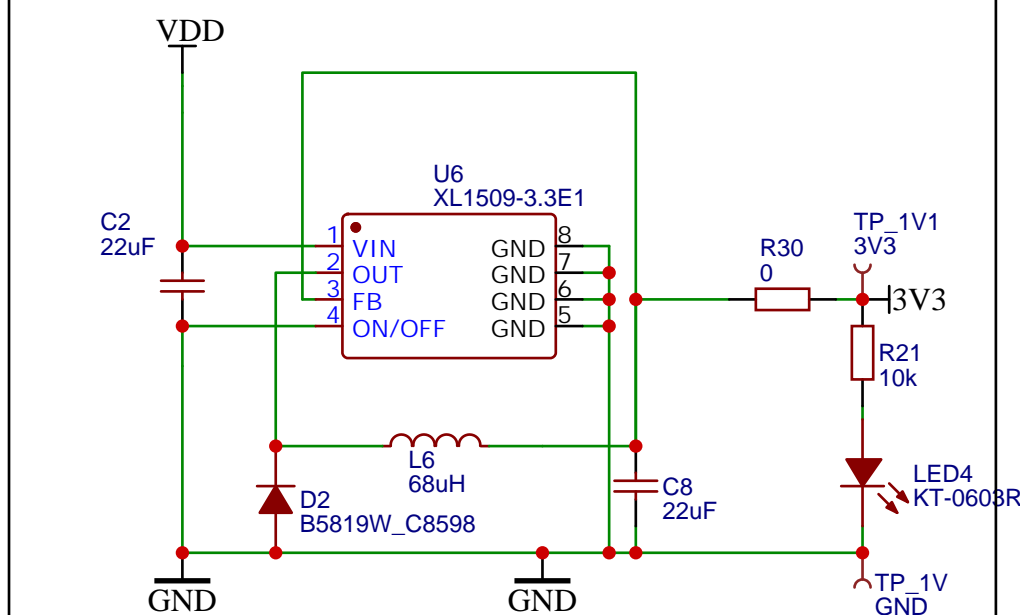 VDD
U6
XL1509-3.3E1
C2
22uF
1
VIN
2
OUT
3
FB
4
ON/OFF
GND
8
GND
7
GND
6
GND
5
R30
0
TP_1V1
3V3
3V3
R21
10k
L6
68uH
D2
B5819W_C8598
C8
22uF
LED4
KT-0603R
GND
GND
TP_1V
GND